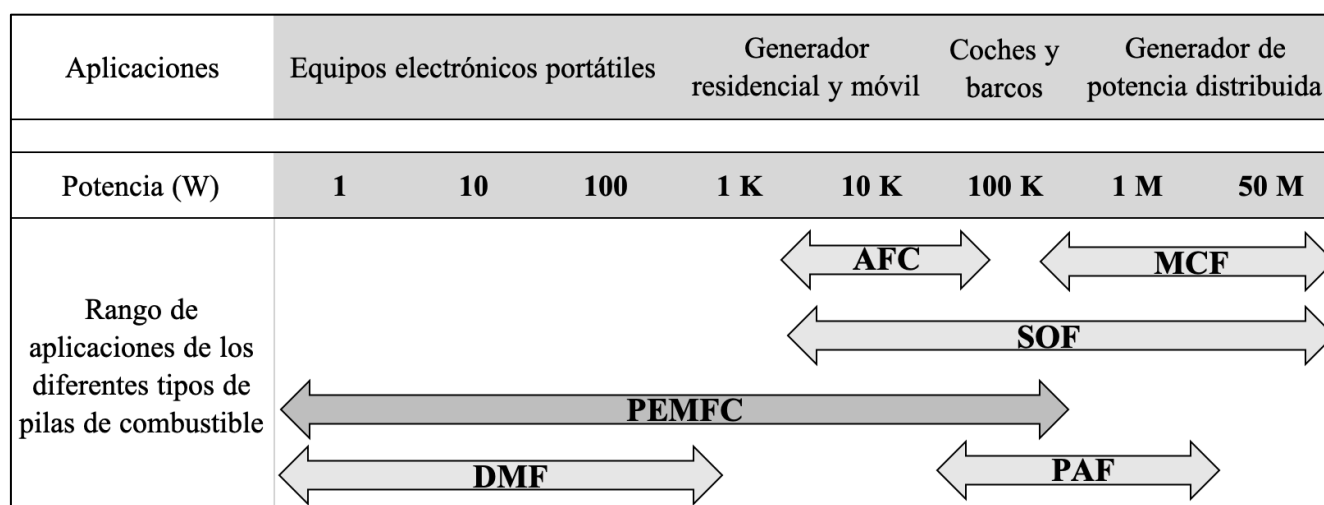 Aplicaciones
Equipos electrónicos portátiles
Generador
residencial y móvil
Coches y
barcos
Generador de
potencia distribuida
Potencia (W) 1 10 100 1 K 10 K 100 K 1 M 50 M
Rango de
aplicaciones de los
diferentes tipos de
pilas de combustible
AFC MCF
SOF
PEMFC
DMF PAF